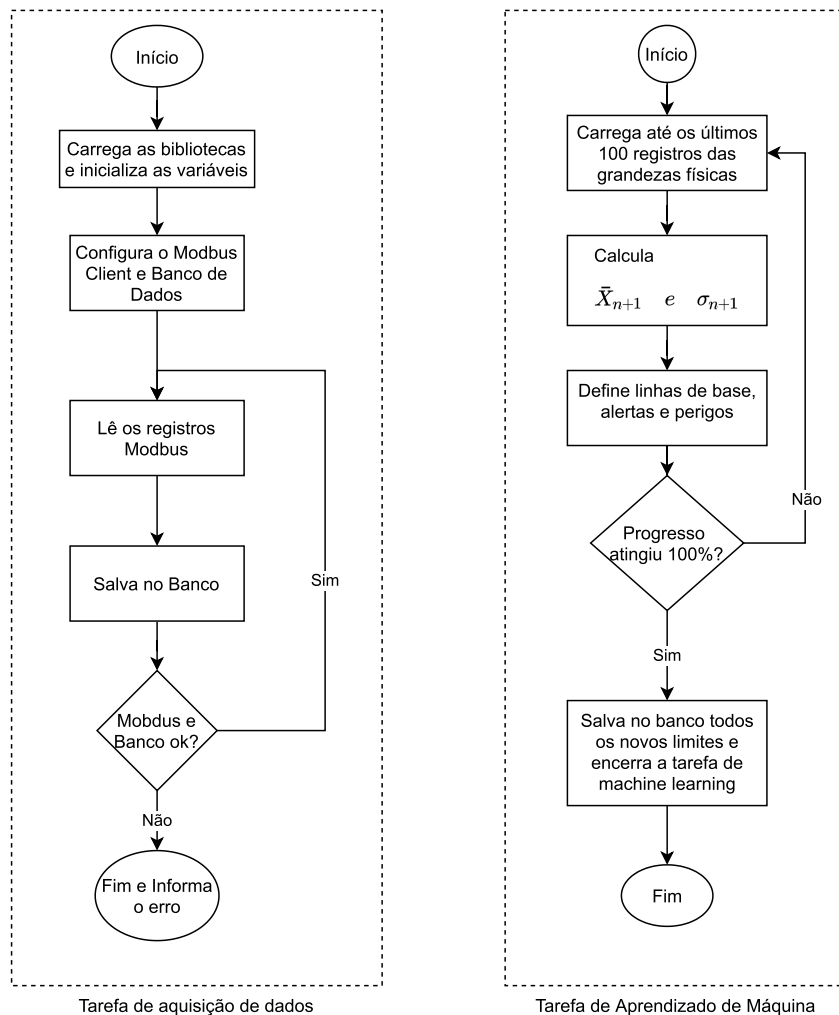 Início
Carrega as bibliotecas
e inicializa as variáveis
Configura o Modbus
Client e Banco de
Dados
Lê os registros
Modbus
Salva no Banco
Sim
Mobdus e
Banco ok?
Não
Fim e Informa
o erro
Tarefa de aquisição de dados
Início
Carrega até os últimos
100 registros das
grandezas físicas
Calcula
X̄ₙ₊₁ e σₙ₊₁
Define linhas de base,
alertas e perigos
Não
Progresso
atingiu 100%?
Sim
Salva no banco todos
os novos limites e
encerra a tarefa de
machine learning
Fim
Tarefa de Aprendizado de Máquina